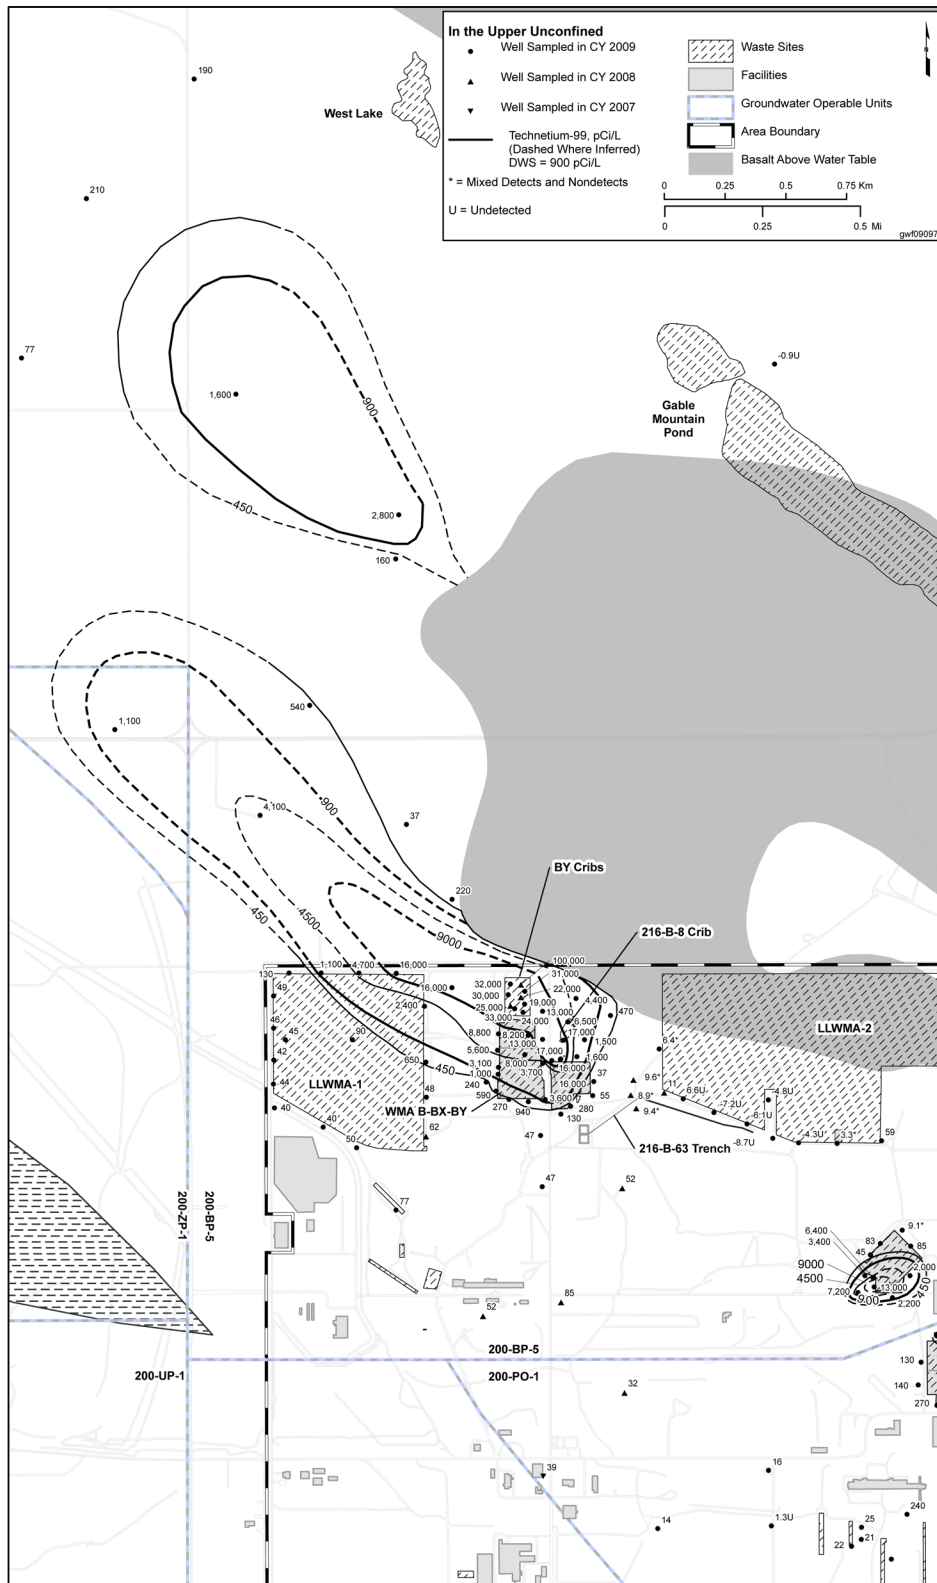 In the Upper Unconfined
Well Sampled in CY 2009
Well Sampled in CY 2008
Well Sampled in CY 2007
Technetium-99, pCi/L
(Dashed Where Inferred)
DWS = 900 pCi/L
* = Mixed Detects and Nondetects
U = Undetected
Waste Sites
Facilities
Groundwater Operable Units
Area Boundary
Basalt Above Water Table
0 0.25 0.5 0.75 Km
0 0.25 0.5 Mi
gwf09097
N
190
West Lake
210
77
-0.9U
1,600
900
Gable
Mountain
Pond
450
2,800
160
540
1,100
900
4,100
37
220
BY Cribs
450
4500
9000
216-B-8 Crib
100,000
130
1,100
4,700
16,000
31,000
32,000
22,000
16,000
30,000
4,400
49
2,400
25,000
19,000
13,000
470
33,000
24,000
6,500
LLWMA-2
46
45
90
8,800
8,200
17,000
1,500
13,000
6.4*
5,600
17,000
1,600
42
650
450
3,100
8,000
16,000
1,000
3,700
37
9.6*
44
LLWMA-1
48
240
16,000
11
4.8U
590
55
8.9*
6.6U
WMA B-BX-BY
3,600
40
270
280
9.4*
-7.2U
940
130
-6.1U
40
62
47
50
216-B-63 Trench
-8.7U
-4.3U
3.3
59
47
52
77
200-ZP-1
200-BP-5
9.1*
6,400
83
3,400
45
85
9000
2,000
4500
13,000
450
7,200
900
2,200
85
52
200-BP-5
130
200-UP-1
200-PO-1
32
140
270
39
16
240
14
1.3U
25
21
22